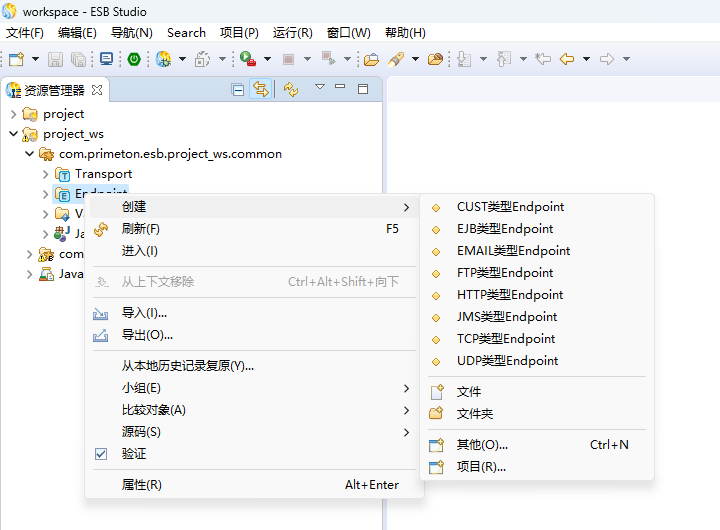 workspace - ESB Studio
文件(F) 编辑(E) 导航(N) Search 项目(P) 运行(R) 窗口(W) 帮助(H)
资源管理器
project
project_ws
com.primeton.esb.project_ws.common
Transport
Endpoint
V
Ja
com
Java
创建
刷新(F) F5
进入(I)
从上下文移除 Ctrl+Alt+Shift+向下
导入(I)...
导出(O)...
从本地历史记录复原(Y)...
小组(E)
比较对象(A)
源码(S)
验证
属性(R) Alt+Enter
CUST类型Endpoint
EJB类型Endpoint
EMAIL类型Endpoint
FTP类型Endpoint
HTTP类型Endpoint
JMS类型Endpoint
TCP类型Endpoint
UDP类型Endpoint
文件
文件夹
其他(O)... Ctrl+N
项目(R)...